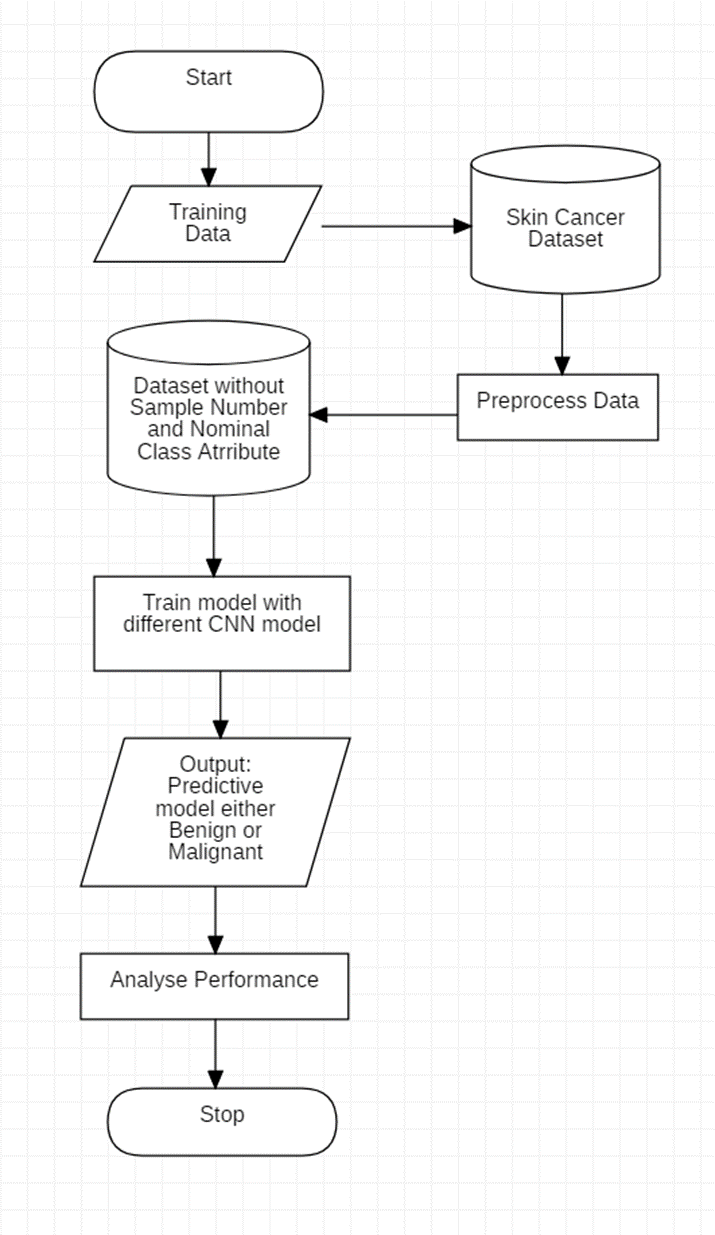 Start
Training
Data
Skin Cancer
Dataset
Preprocess Data
Dataset without
Sample Number
and Nominal
Class Atrribute
Train model with
different CNN model
Output:
Predictive
model either
Benign or
Malignant
Analyse Performance
Stop